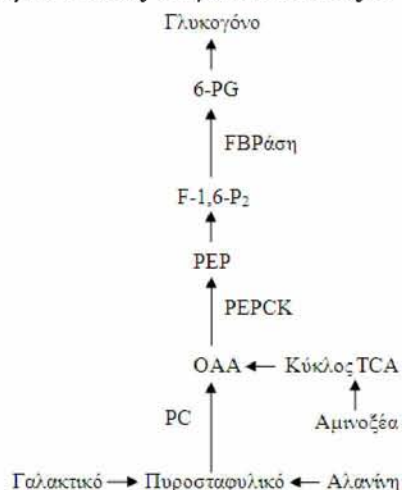 Γλυκογόνο
6-PG
FBPάση
F-1,6-P₂
PEP
PEPCK
OAA Κύκλος TCA
PC
Αμινοξέα
Γαλακτικό Πυροσταφυλικό Αλανίνη